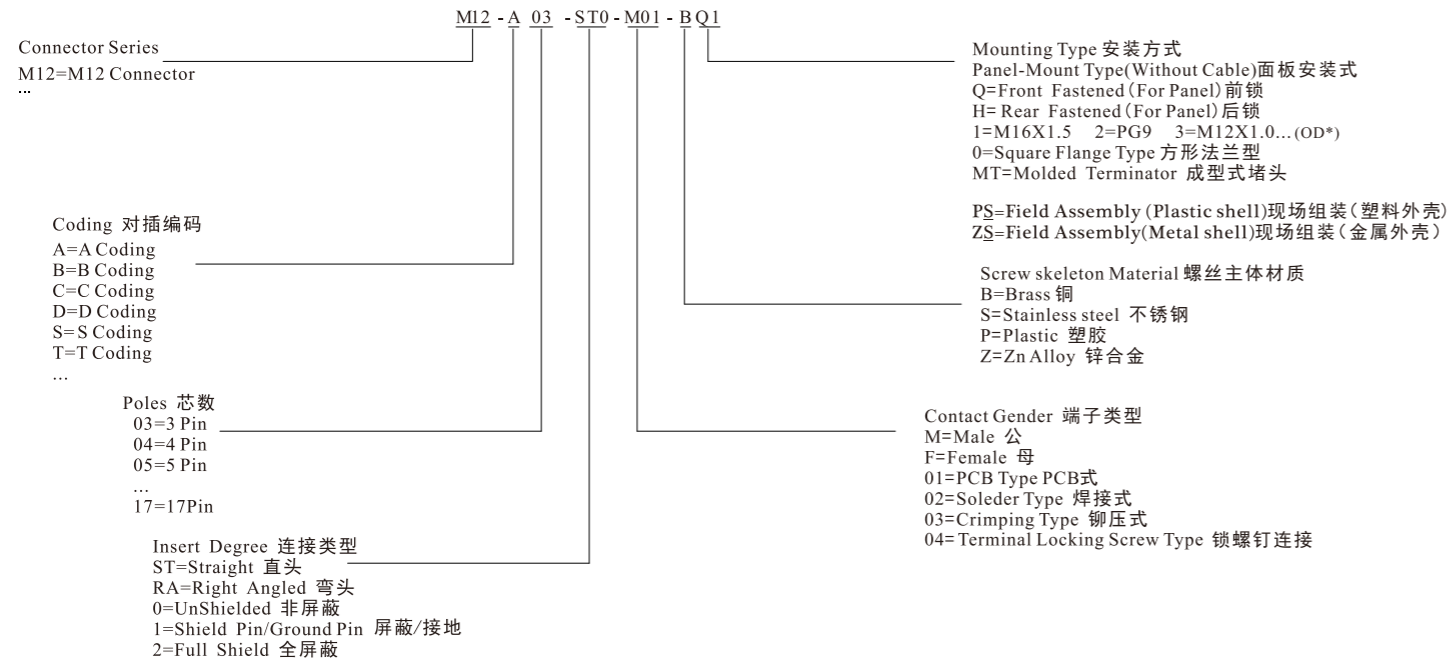 M12 - A 03 - ST0 - M01 - BQ1
Connector Series
M12=M12 Connector
...
Mounting Type 安装方式
Panel-Mount Type(Without Cable)面板安装式
Q=Front Fastened(For Panel)前锁
H=Rear Fastened(For Panel)后锁
1=M16X1.5 2=PG9 3=M12X1.0...(OD*)
0=Square Flange Type 方形法兰型
MT=Molded Terminator 成型式堵头
PS=Field Assembly (Plastic shell)现场组装(塑料外壳)
ZS=Field Assembly(Metal shell)现场组装(金属外壳)
Coding 对插编码
A=A Coding
B=B Coding
C=C Coding
D=D Coding
S=S Coding
T=T Coding
...
Screw skeleton Material 螺丝主体材质
B=Brass 铜
S=Stainless steel 不锈钢
P=Plastic 塑胶
Z=Zn Alloy 锌合金
Poles 芯数
03=3 Pin
04=4 Pin
05=5 Pin
...
17=17Pin
Contact Gender 端子类型
M=Male 公
F=Female 母
01=PCB Type PCB式
02=Soleder Type 焊接式
03=Crimping Type 铆压式
04=Terminal Locking Screw Type 锁螺钉连接
Insert Degree 连接类型
ST=Straight 直头
RA=Right Angled 弯头
0=UnShielded 非屏蔽
1=Shield Pin/Ground Pin 屏蔽/接地
2=Full Shield 全屏蔽